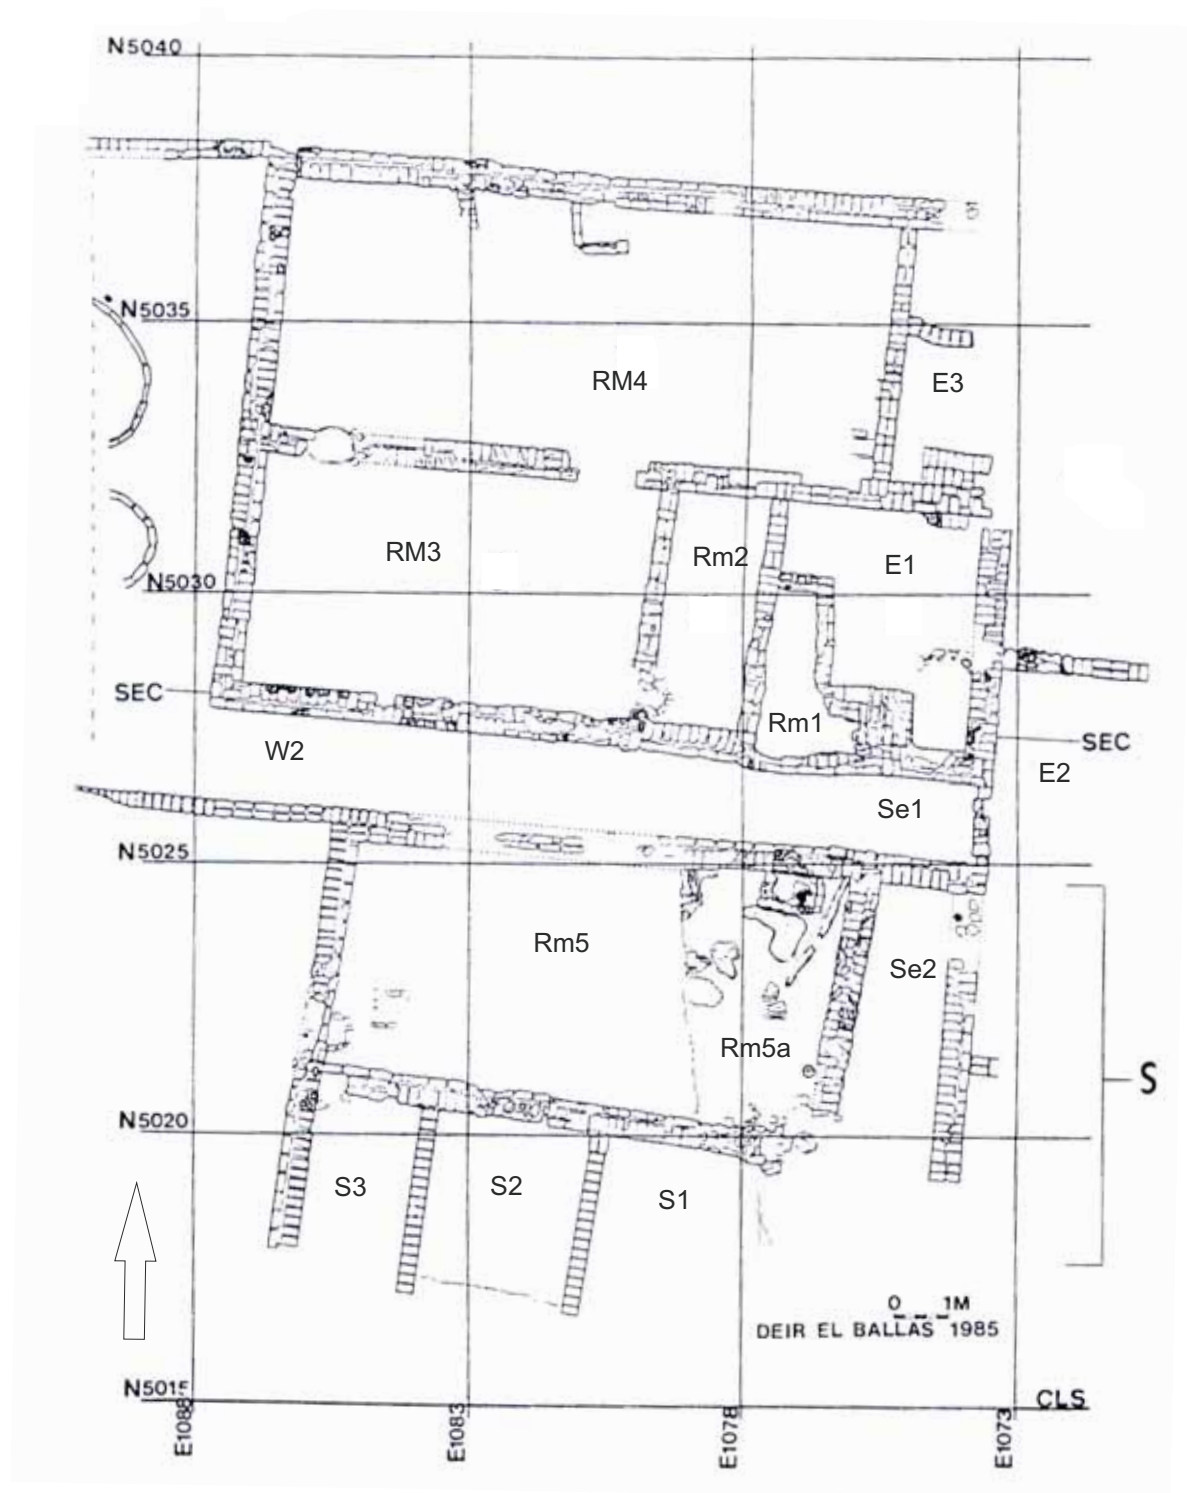 N5040
N5035
RM4
E3
RM3
Rm2
E1
N5030
SEC
Rm1
SEC
W2
E2
Se1
N5025
Rm5
Se2
Rm5a
S
N5020
S3
S2
S1
0 1M
DEIR EL BALLAS 1985
N5015
CLS
E1088
E1083
E1078
E1073